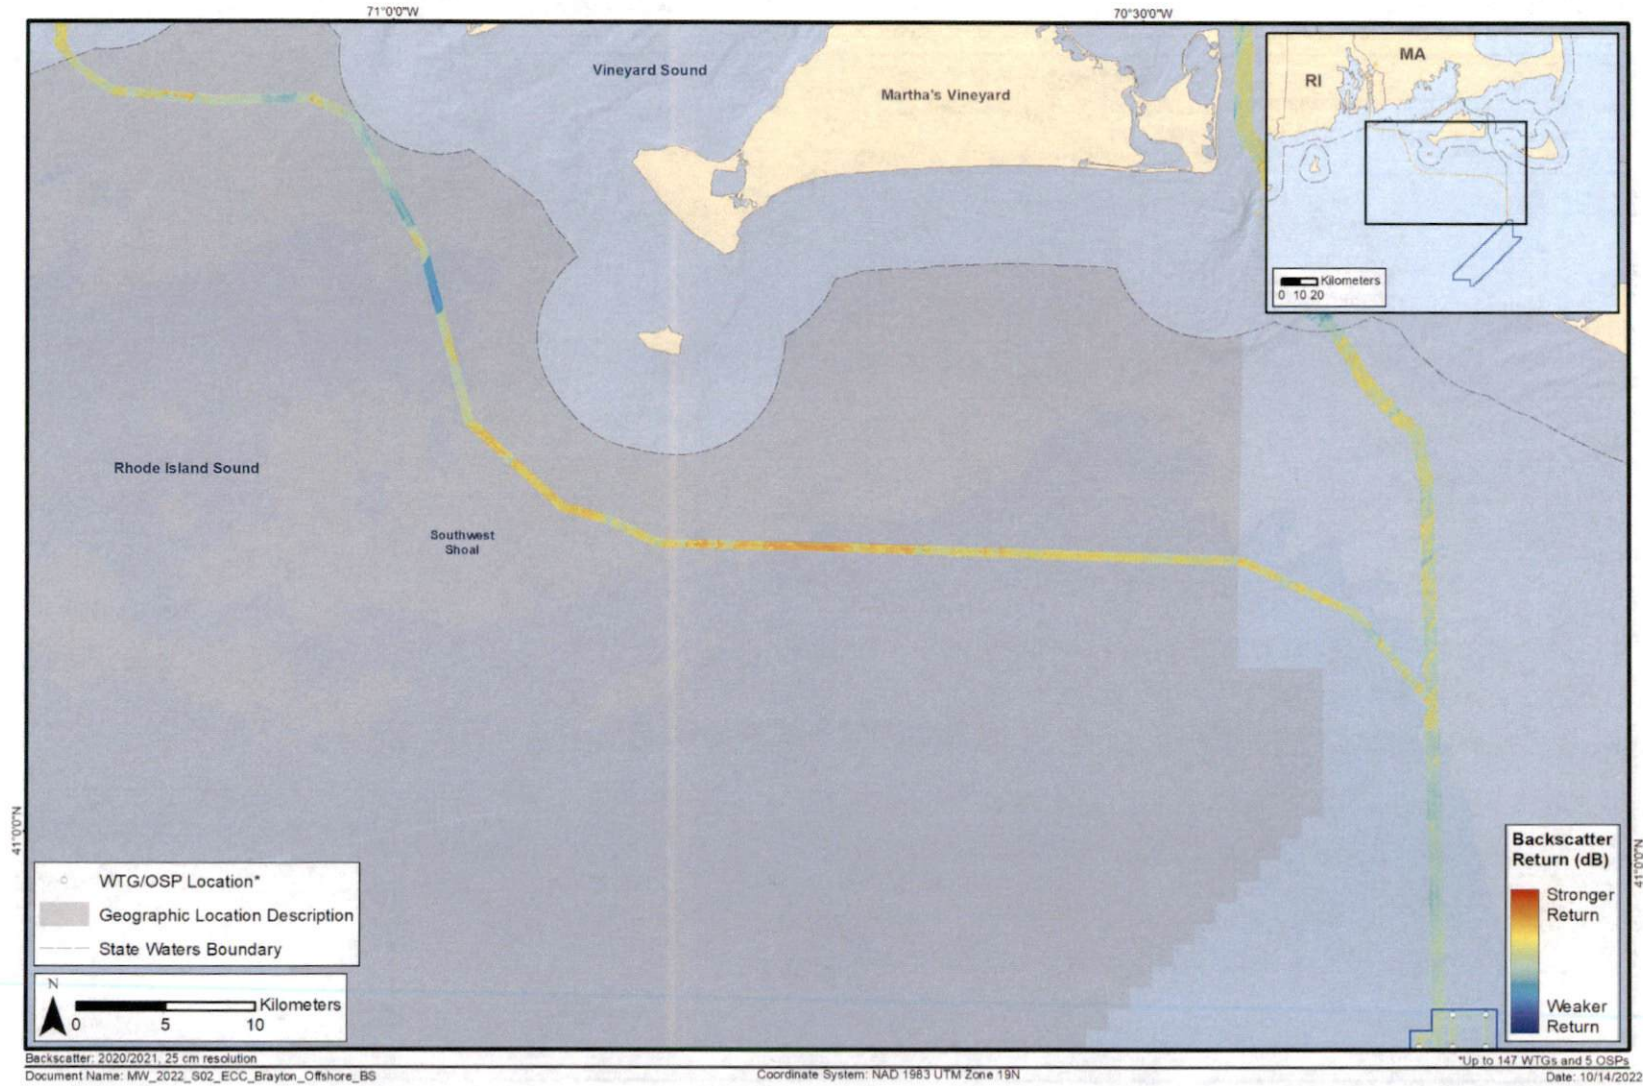 71°0'0"W
70°30'0"W
Vineyard Sound
Martha's Vineyard
MA
RI
Kilometers
0 10 20
Rhode Island Sound
Southwest
Shoal
41°0'0"N
41°0'0"N
WTG/OSP Location*
Geographic Location Description
State Waters Boundary
N
Kilometers
0 5 10
Backscatter
Return (dB)
Stronger
Return
Weaker
Return
Backscatter: 2020/2021, 25 cm resolution
*Up to 147 WTGs and 5 OSPs
Document Name: MW_2022_S02_ECC_Brayton_Offshore_BS
Coordinate System: NAD 1983 UTM Zone 19N
Date: 10/14/2022